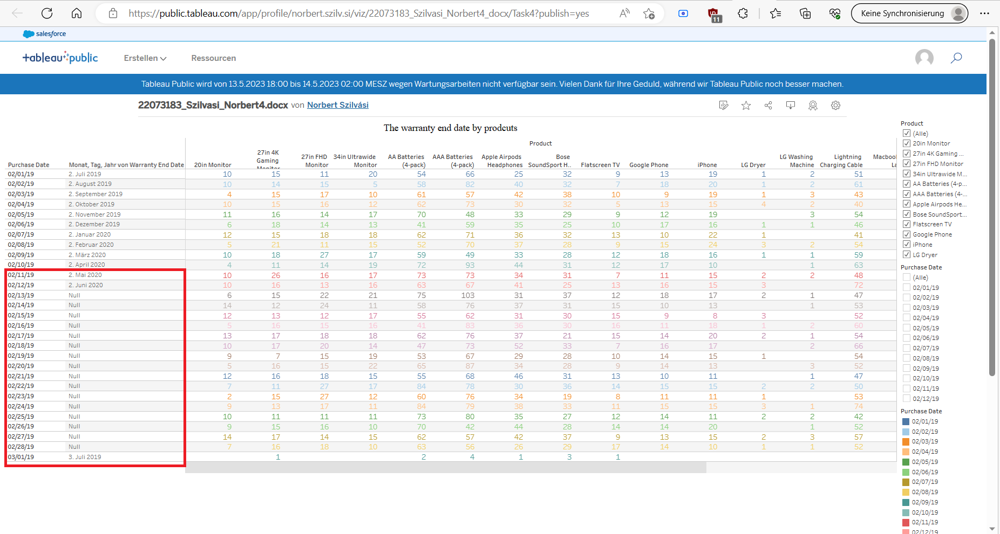 https://public.tableau.com/app/profile/norbert.szilv.si/viz/22073183_Szilvasi_Norbert4_docx/Task4?publish=yes
11
Keine Synchronisierung
salesforce
tableau public
Erstellen
Ressourcen
Tableau Public wird von 13.5.2023 18:00 bis 14.5.2023 02:00 MESZ wegen Wartungsarbeiten nicht verfügbar sein. Vielen Dank für Ihre Geduld, während wir Tableau Public noch besser machen.
22073183_Szilvasi_Norbert4.docx von Norbert Szilvási
The warranty end date by prodcuts
Product
Purchase Date Monat, Tag, Jahr von Warranty End Date 20in Monitor 27in 4K Gaming Monitor 27in FHD Monitor 34in Ultrawide Monitor AA Batteries (4-pack) AAA Batteries (4-pack) Apple Airpods Headphones Bose SoundSport H.. Flatscreen TV Google Phone iPhone LG Dryer LG Washing Machine Lightning Charging Cable Macbool La
02/01/19 2. Juli 2019 10 15 11 20 54 66 25 32 9 13 19 1 2 51
02/02/19 2. August 2019 10 14 15 5 58 82 40 32 7 18 20 1 2 61
02/03/19 2. September 2019 4 15 17 10 61 57 42 38 10 9 19 1 3 43
02/04/19 2. Oktober 2019 10 15 16 12 62 73 30 32 5 13 15 4 2 40
02/05/19 2. November 2019 11 16 14 17 70 48 33 29 9 12 19 3 54
02/06/19 2. Dezember 2019 6 18 14 13 41 59 35 25 10 17 16 1 1 46
02/07/19 2. Januar 2020 12 15 18 18 62 71 36 32 13 10 22 1 41
02/08/19 2. Februar 2020 5 21 11 15 52 70 37 28 9 15 24 3 2 54
02/09/19 2. März 2020 10 18 27 17 59 49 33 28 12 18 16 1 1 59
02/10/19 2. April 2020 4 11 14 19 72 93 44 31 12 17 10 1 63
02/11/19 2. Mai 2020 10 26 16 17 73 73 34 31 7 11 15 2 2 48
02/12/19 2. Juni 2020 10 16 13 16 63 67 41 25 13 16 15 3 72
02/13/19 Null 6 15 22 21 75 103 31 37 12 18 17 2 1 47
02/14/19 Null 14 12 24 11 58 76 37 31 15 10 13 1 53
02/15/19 Null 12 13 12 17 55 62 31 30 15 9 8 3 52
02/16/19 Null 5 16 15 16 41 83 36 30 16 11 18 1 2 60
02/17/19 Null 13 17 18 18 62 76 37 21 15 14 20 2 1 54
02/18/19 Null 10 17 20 14 47 73 52 33 7 16 17 2 66
02/19/19 Null 9 7 15 19 53 67 29 28 10 14 15 1 54
02/20/19 Null 5 16 15 22 65 87 34 28 9 14 13 3 52
02/21/19 Null 12 16 18 15 55 68 46 31 13 10 11 1 47
02/22/19 Null 7 11 27 17 84 78 30 36 14 15 15 2 2 50
02/23/19 Null 2 15 27 12 60 76 34 19 8 11 11 1 53
02/24/19 Null 9 13 17 11 84 79 38 33 11 15 15 3 1 74
02/25/19 Null 10 11 11 11 73 80 35 27 12 14 11 2 2 42
02/26/19 Null 9 15 16 10 70 42 44 28 14 14 20 1 52
02/27/19 Null 14 17 14 15 62 57 42 37 9 13 15 2 3 57
02/28/19 Null 7 16 18 10 63 56 26 29 17 14 10 1 1 52
03/01/19 3. Juli 2019 1 2 4 1 3 1
Product
(Alle)
20in Monitor
27in 4K Gaming ...
27in FHD Monitor
34in Ultrawide M...
AA Batteries (4-p...
AAA Batteries (4-...
Apple Airpods He...
Bose SoundSport...
Flatscreen TV
Google Phone
iPhone
LG Dryer
Purchase Date
(Alle)
02/01/19
02/02/19
02/03/19
02/04/19
02/05/19
02/06/19
02/07/19
02/08/19
02/09/19
02/10/19
02/11/19
02/12/19
Purchase Date
02/01/19
02/02/19
02/03/19
02/04/19
02/05/19
02/06/19
02/07/19
02/08/19
02/09/19
02/10/19
02/11/19
02/12/19